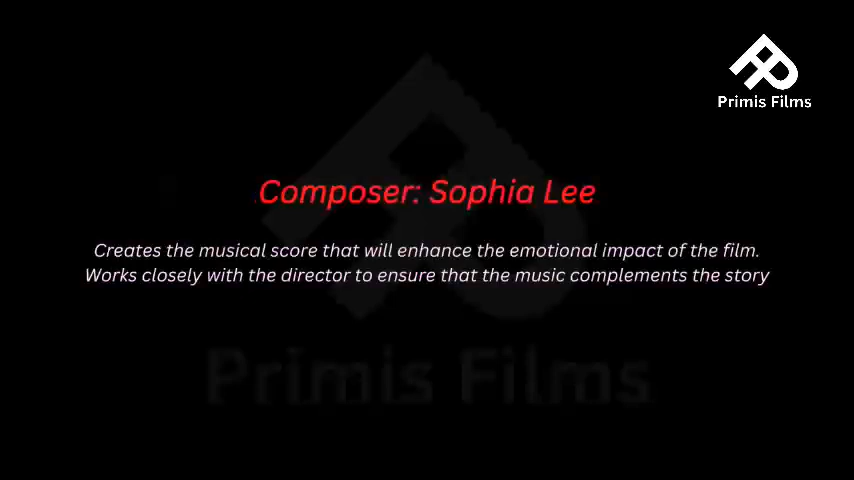 Primis Films
Composer: Sophia Lee
Creates the musical score that will enhance the emotional impact of the film.
Works closely with the director to ensure that the music complements the story
Primis Films